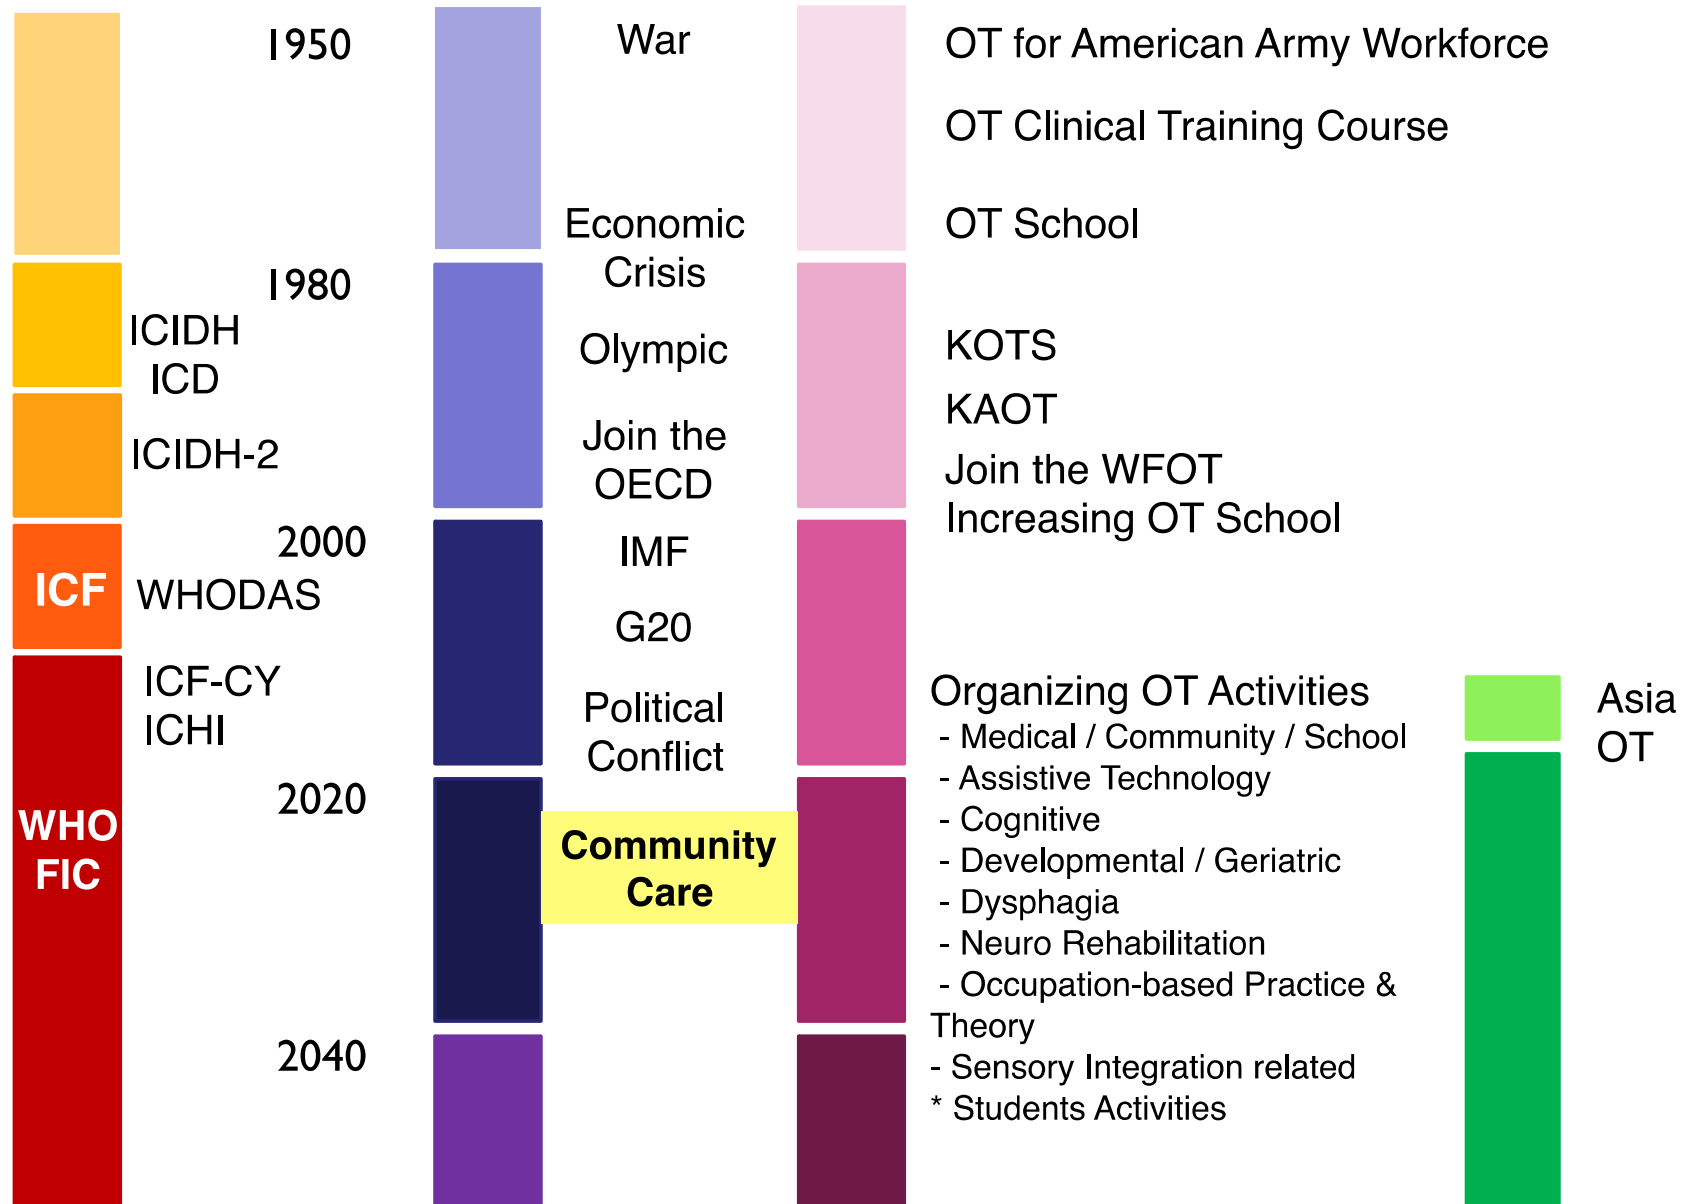 1950
1980
2000
2020
2040
ICIDH
ICD
ICIDH-2
ICF
WHODAS
ICF-CY
ICHI
WHO
FIC
War
Economic
Crisis
Olympic
Join the
OECD
IMF
G20
Political
Conflict
Community
Care
OT for American Army Workforce
OT Clinical Training Course
OT School
KOTS
KAOT
Join the WFOT
Increasing OT School
Organizing OT Activities
- Medical / Community / School
- Assistive Technology
- Cognitive
- Developmental / Geriatric
- Dysphagia
- Neuro Rehabilitation
- Occupation-based Practice &
Theory
- Sensory Integration related
* Students Activities
Asia
OT